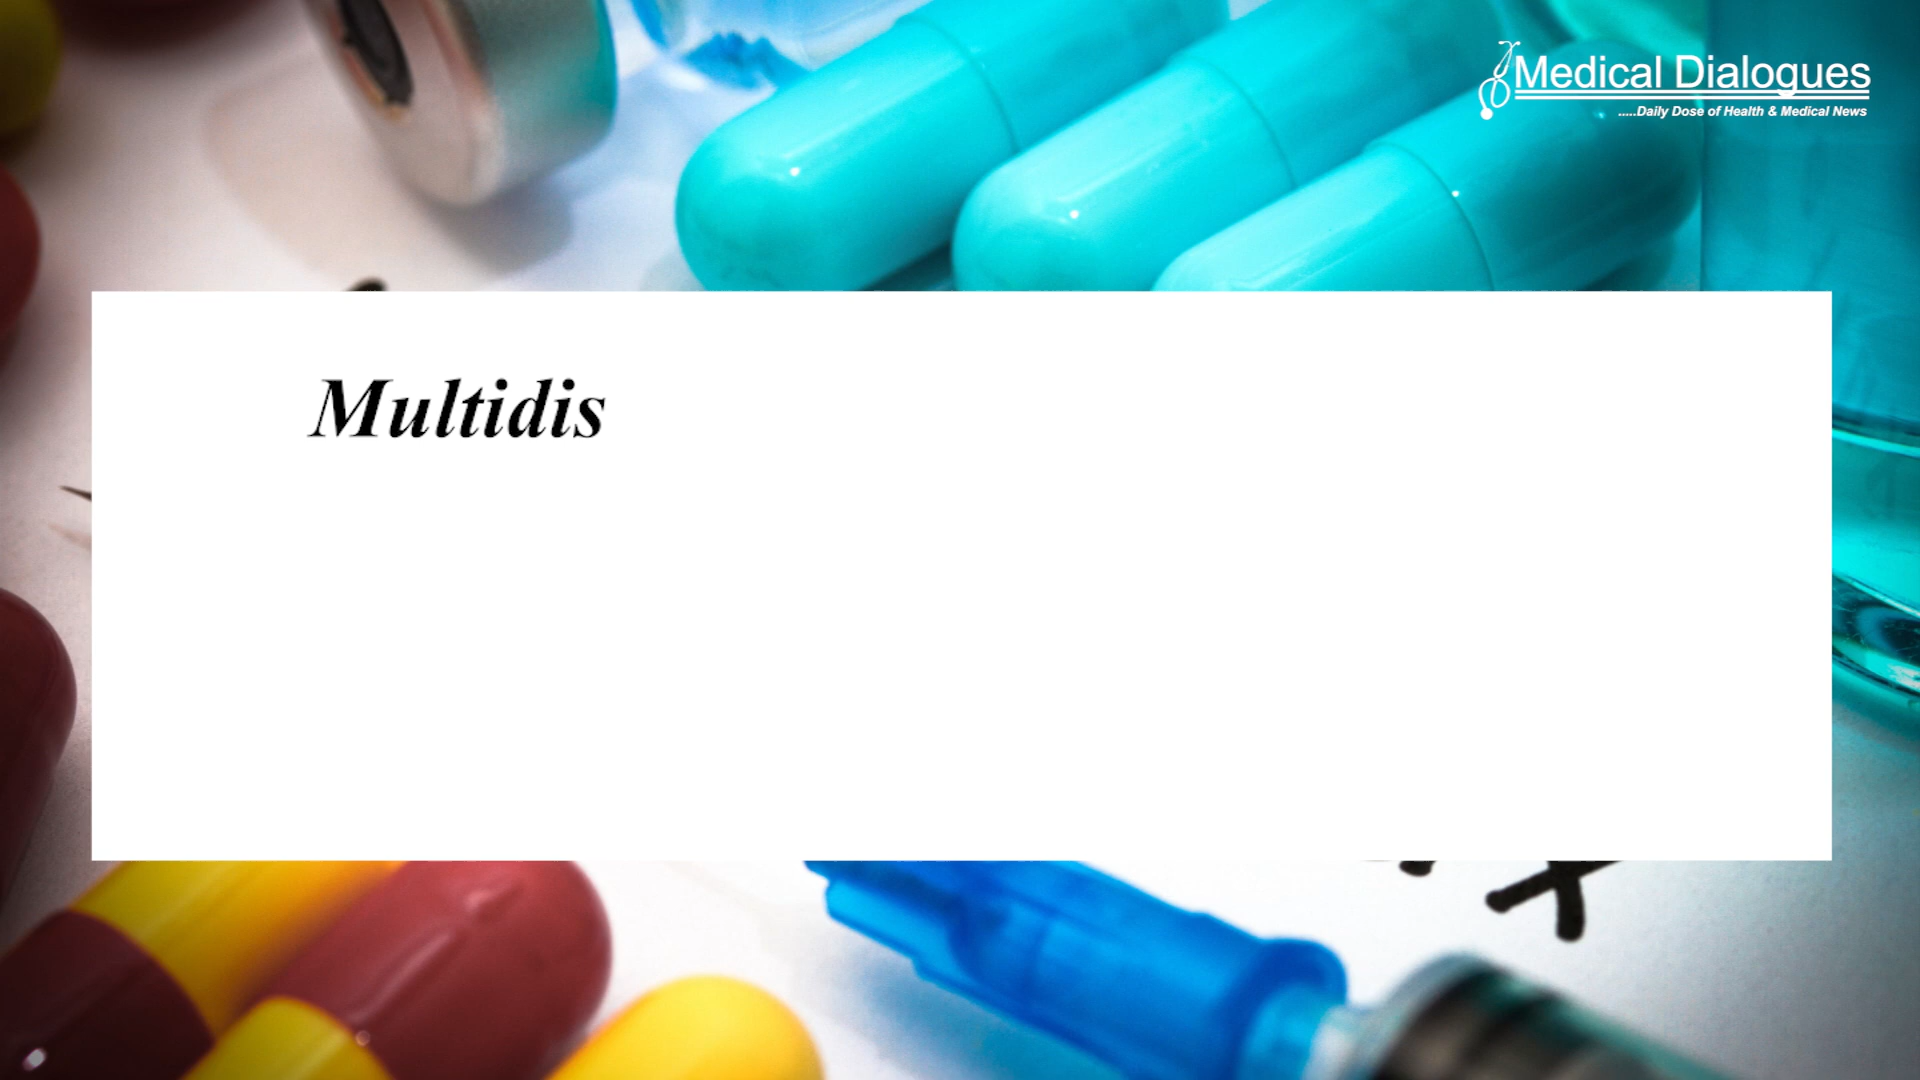 Medical Dialogues
.....Daily Dose of Health & Medical News
Multidis